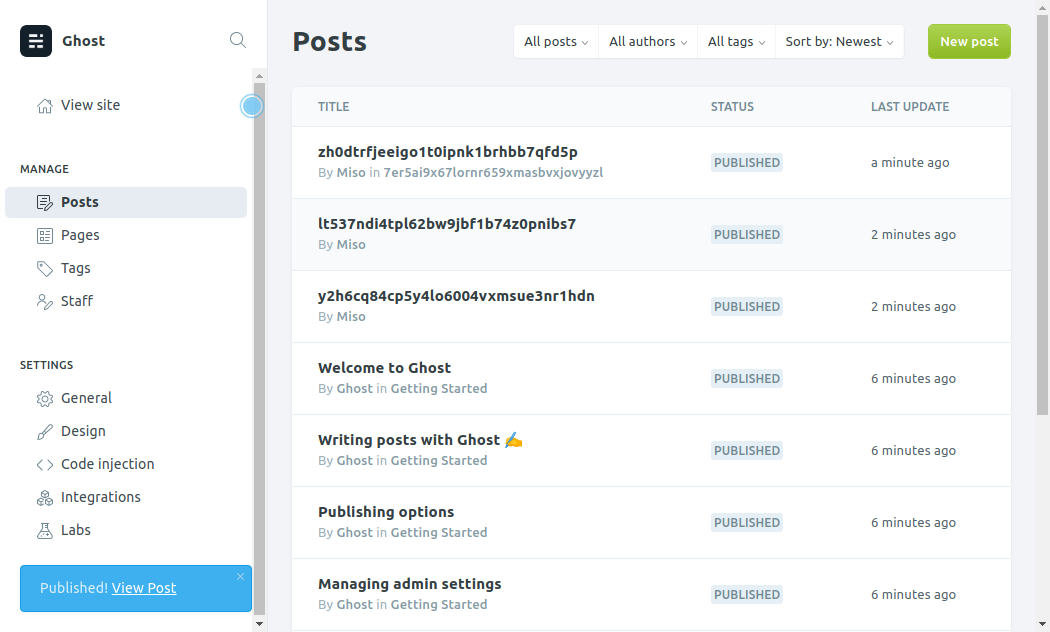 Ghost
View site
MANAGE
Posts
Pages
Tags
Staff
SETTINGS
General
Design
Code injection
Integrations
Labs
Published! View Post
Posts
All posts
All authors
All tags
Sort by: Newest
New post
TITLE STATUS LAST UPDATE
zh0dtrfjeeigo1t0ipnk1brhbb7qfd5p
By Miso in 7er5ai9x67lornr659xmasbvxjovyyzl
PUBLISHED
a minute ago
lt537ndi4tpl62bw9jbf1b74z0pnibs7
By Miso
PUBLISHED
2 minutes ago
y2h6cq84cp5y4lo6004vxmsue3nr1hdn
By Miso
PUBLISHED
2 minutes ago
Welcome to Ghost
By Ghost in Getting Started
PUBLISHED
6 minutes ago
Writing posts with Ghost ✍️
By Ghost in Getting Started
PUBLISHED
6 minutes ago
Publishing options
By Ghost in Getting Started
PUBLISHED
6 minutes ago
Managing admin settings
By Ghost in Getting Started
PUBLISHED
6 minutes ago